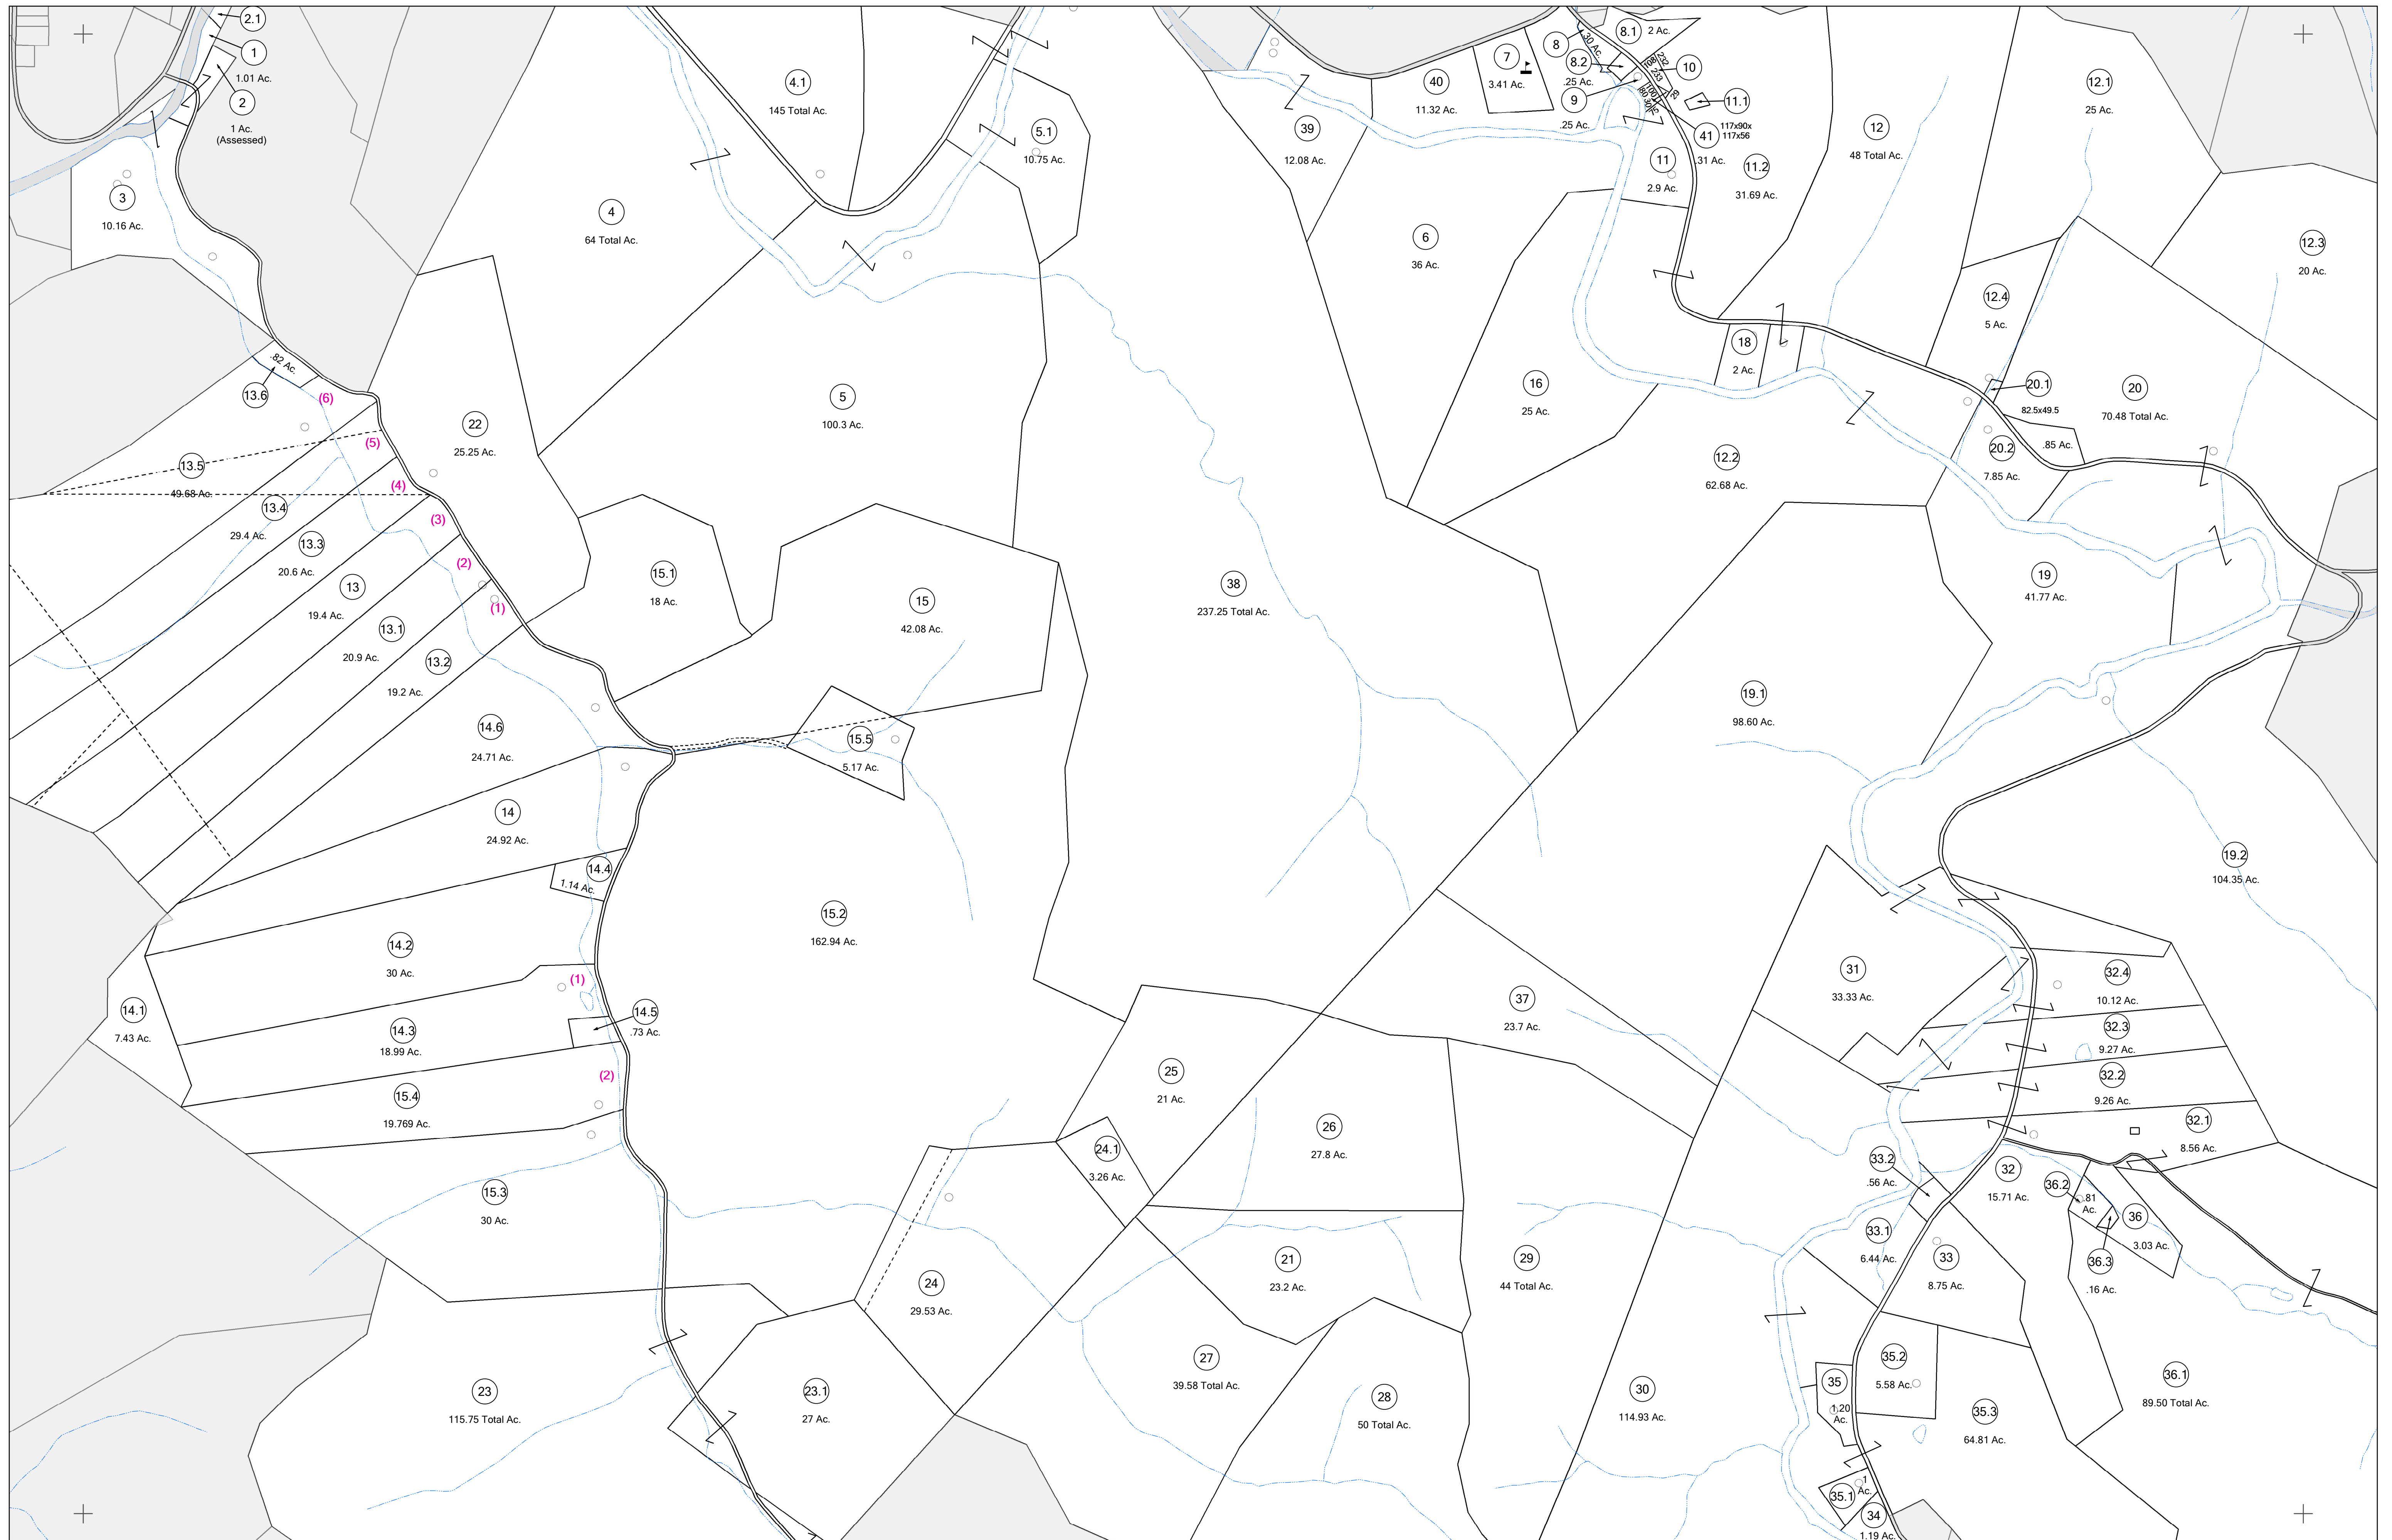 2.1
1
1.01 Ac.
2
1 Ac.
(Assessed)
3
10.16 Ac.
4
64 Total Ac.
4.1
145 Total Ac.
5.1
10.75 Ac.
39
12.08 Ac.
40
11.32 Ac.
7
3.41 Ac.
8
.30 Ac.
8.1
2 Ac.
8.2
.25 Ac.
9
.25 Ac.
10
232
108
233
100
29
80
30
11.1
117x90x
117x56
41
.31 Ac.
11
2.9 Ac.
11.2
31.69 Ac.
12
48 Total Ac.
12.1
25 Ac.
12.3
20 Ac.
12.4
5 Ac.
6
36 Ac.
18
2 Ac.
16
25 Ac.
20.1
82.5x49.5
20
70.48 Total Ac.
.85 Ac.
20.2
7.85 Ac.
12.2
62.68 Ac.
.82 Ac.
13.6
(6)
(5)
(4)
(3)
(2)
(1)
22
25.25 Ac.
5
100.3 Ac.
13.5
49.68 Ac.
13.4
29.4 Ac.
13.3
20.6 Ac.
13
19.4 Ac.
13.1
20.9 Ac.
13.2
19.2 Ac.
15.1
18 Ac.
15
42.08 Ac.
38
237.25 Total Ac.
19
41.77 Ac.
19.1
98.60 Ac.
14.6
24.71 Ac.
15.5
5.17 Ac.
14
24.92 Ac.
14.4
1.14 Ac.
19.2
104.35 Ac.
15.2
162.94 Ac.
14.2
30 Ac.
(1)
14.1
7.43 Ac.
14.3
18.99 Ac.
14.5
.73 Ac.
(2)
15.4
19.769 Ac.
37
23.7 Ac.
31
33.33 Ac.
32.4
10.12 Ac.
32.3
9.27 Ac.
32.2
9.26 Ac.
32.1
8.56 Ac.
25
21 Ac.
26
27.8 Ac.
24.1
3.26 Ac.
15.3
30 Ac.
33.2
.56 Ac.
32
15.71 Ac.
36.2
.81
Ac.
36
3.03 Ac.
36.3
.16 Ac.
33.1
6.44 Ac.
33
8.75 Ac.
21
23.2 Ac.
29
44 Total Ac.
24
29.53 Ac.
27
39.58 Total Ac.
35.2
5.58 Ac.
35
1.20
Ac.
36.1
89.50 Total Ac.
23
115.75 Total Ac.
23.1
27 Ac.
28
50 Total Ac.
30
114.93 Ac.
35.3
64.81 Ac.
35.1
1
Ac.
34
1.19 Ac.